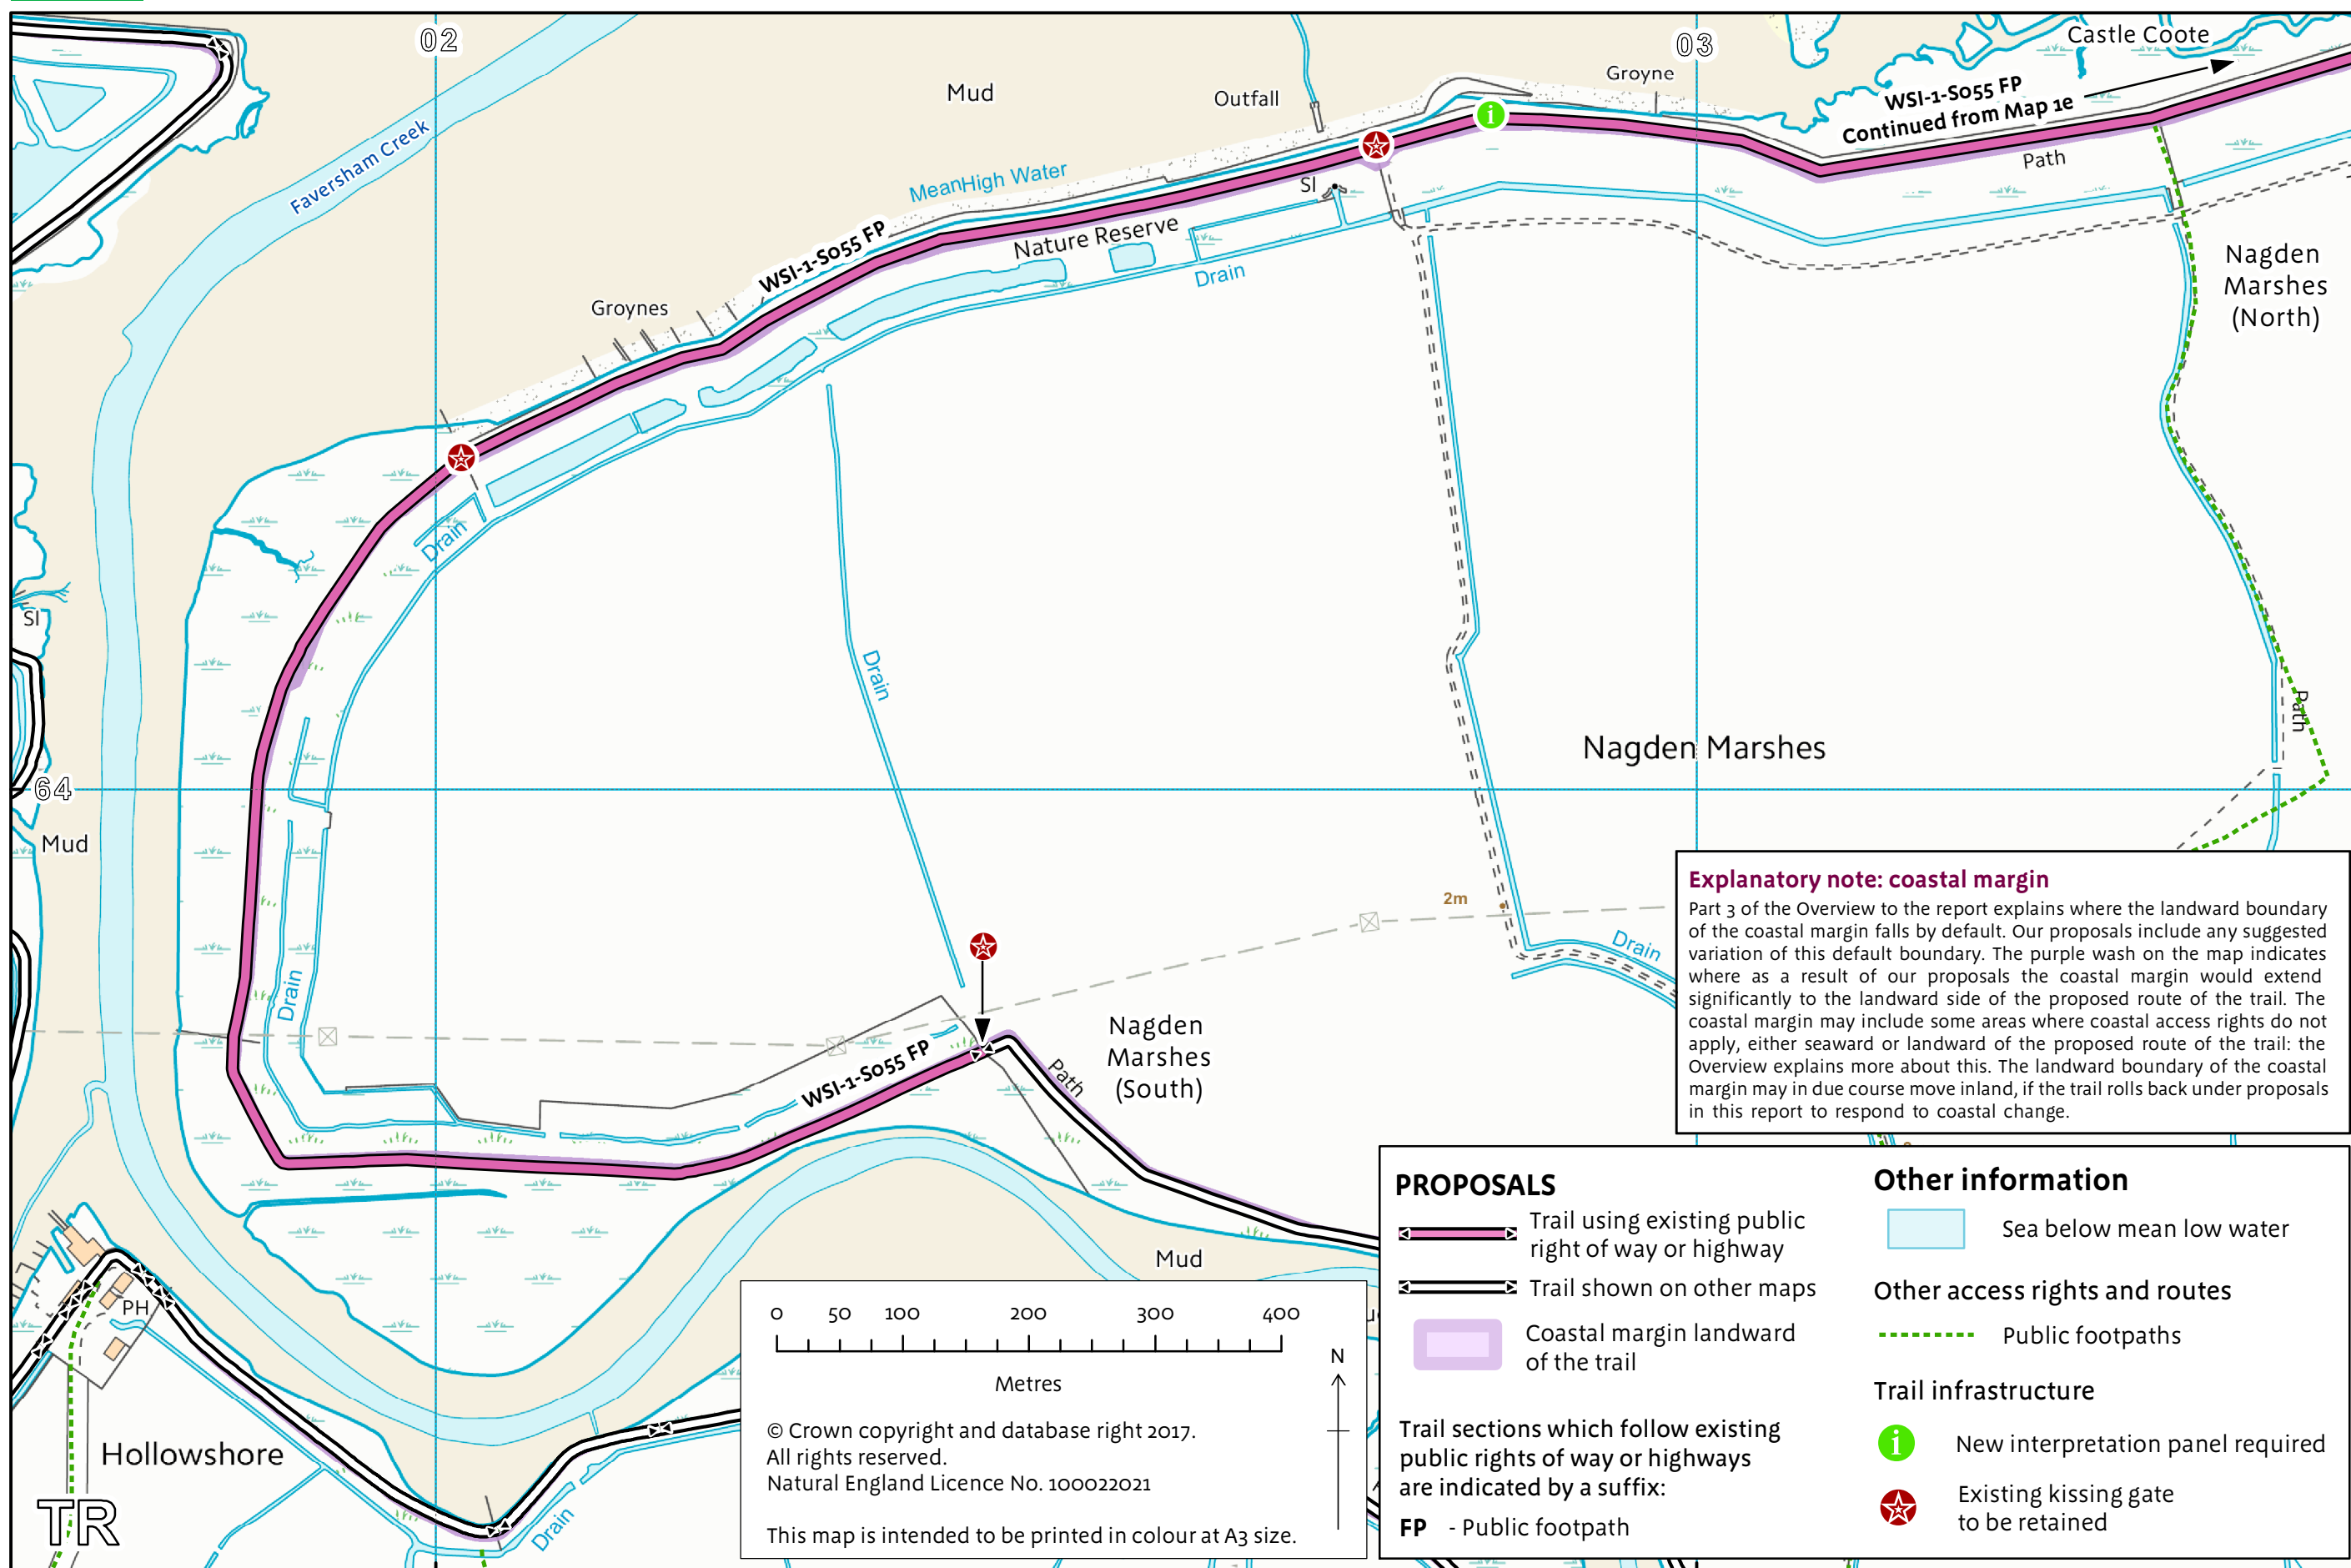 02
03
Castle Coote
Mud
Outfall
Groyne
WSI-1-S055 FP
Continued from Map 1e
Faversham Creek
MeanHigh Water
SI
Path
WSI-1-S055 FP
Nature Reserve
Drain
Nagden
Marshes
(North)
Groynes
Drain
SI
Drain
Path
Nagden Marshes
64
Mud
2m
Drain
Drain
Nagden
Marshes
(South)
WSI-1-S055 FP
Path
Mud
PH
Hollowshore
TR
Drain
Explanatory note: coastal margin
Part 3 of the Overview to the report explains where the landward boundary
of the coastal margin falls by default. Our proposals include any suggested
variation of this default boundary. The purple wash on the map indicates
where as a result of our proposals the coastal margin would extend
significantly to the landward side of the proposed route of the trail. The
coastal margin may include some areas where coastal access rights do not
apply, either seaward or landward of the proposed route of the trail: the
Overview explains more about this. The landward boundary of the coastal
margin may in due course move inland, if the trail rolls back under proposals
in this report to respond to coastal change.
0 50 100 200 300 400
Metres
N
© Crown copyright and database right 2017.
All rights reserved.
Natural England Licence No. 100022021
This map is intended to be printed in colour at A3 size.
PROPOSALS
Trail using existing public
right of way or highway
Trail shown on other maps
Coastal margin landward
of the trail
Trail sections which follow existing
public rights of way or highways
are indicated by a suffix:
FP - Public footpath
Other information
Sea below mean low water
Other access rights and routes
Public footpaths
Trail infrastructure
i New interpretation panel required
Existing kissing gate
to be retained